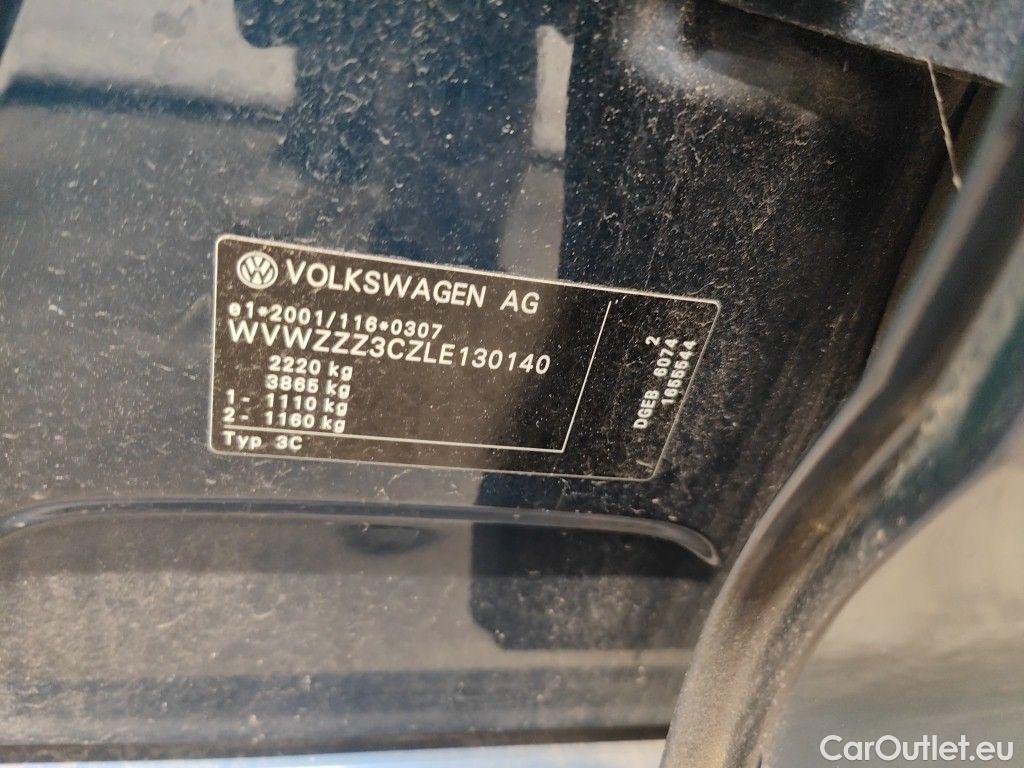 VOLKSWAGEN AG
e1*2001/116*0307
WVWZZZ3CZLE130140
2220 kg
3865 kg
1 - 1110 kg
2 - 1160 kg
Typ 3C
2
DGEB 6074
1655644
CarOutlet.eu